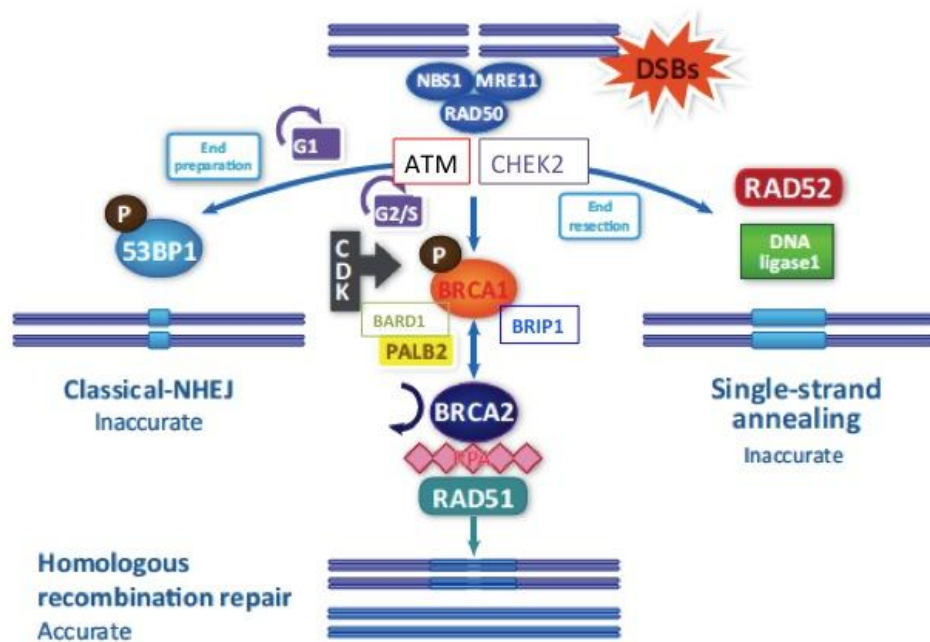 DSBs
NBS1
MRE11
RAD50
ATM
CHEK2
G1
End
preparation
G2/S
End
resection
P
53BP1
RAD52
DNA
ligase1
C
D
K
P
BRCA1
BARD1
BRIP1
PALB2
Classical-NHEJ
Inaccurate
BRCA2
RPA
RAD51
Single-strand
annealing
Inaccurate
Homologous
recombination repair
Accurate